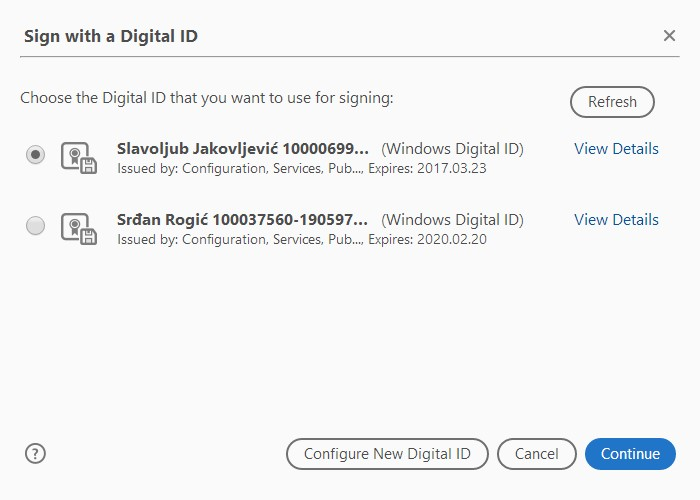 Sign with a Digital ID
Choose the Digital ID that you want to use for signing:
Refresh
Slavoljub Jakovljević 10000699... (Windows Digital ID)
View Details
Issued by: Configuration, Services, Pub..., Expires: 2017.03.23
Srđan Rogić 100037560-190597... (Windows Digital ID)
View Details
Issued by: Configuration, Services, Pub..., Expires: 2020.02.20
?
Configure New Digital ID
Cancel
Continue